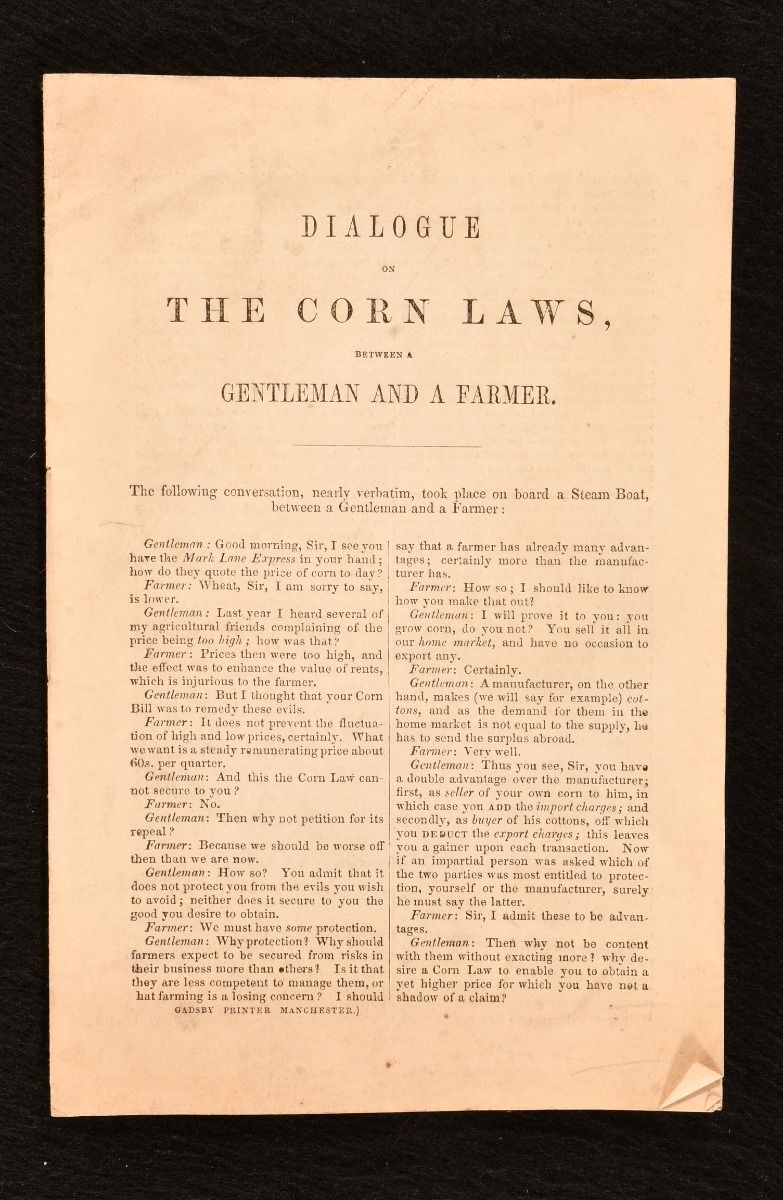 DIALOGUE
ON
THE CORN LAWS,
BETWEEN A
GENTLEMAN AND A FARMER.
The following conversation, nearly verbatim, took place on board a Steam Boat,
between a Gentleman and a Farmer:
Gentleman: Good morning, Sir, I see you
have the Mark Lane Express in your hand;
how do they quote the price of corn to day?
Farmer: Wheat, Sir, I am sorry to say,
is lower.
Gentleman: Last year I heard several of
my agricultural friends complaining of the
price being too high; how was that?
Farmer: Prices then were too high, and
the effect was to enhance the value of rents,
which is injurious to the farmer.
Gentleman: But I thought that your Corn
Bill was to remedy these evils.
Farmer: It does not prevent the fluctua-
tion of high and low prices, certainly. What
we want is a steady remunerating price about
60s. per quarter.
Gentleman: And this the Corn Law can-
not secure to you?
Farmer: No.
Gentleman: Then why not petition for its
repeal?
Farmer: Because we should be worse off
then than we are now.
Gentleman: How so? You admit that it
does not protect you from the evils you wish
to avoid; neither does it secure to you the
good you desire to obtain.
Farmer: We must have some protection.
Gentleman: Why protection? Why should
farmers expect to be secured from risks in
their business more than others? Is it that
they are less competent to manage them, or
hat farming is a losing concern? I should
GADSBY PRINTER MANCHESTER.)
say that a farmer has already many advan-
tages; certainly more than the manufac-
turer has.
Farmer: How so; I should like to know
how you make that out?
Gentleman: I will prove it to you: you
grow corn, do you not? You sell it all in
our home market, and have no occasion to
export any.
Farmer: Certainly.
Gentleman: A manufacturer, on the other
hand, makes (we will say for example) cot-
tons, and as the demand for them in the
home market is not equal to the supply, he
has to send the surplus abroad.
Farmer: Very well.
Gentleman: Thus you see, Sir, you have
a double advantage over the manufacturer;
first, as seller of your own corn to him, in
which case you ADD the import charges; and
secondly, as buyer of his cottons, off which
you DEDUCT the export charges; this leaves
you a gainer upon each transaction. Now
if an impartial person was asked which of
the two parties was most entitled to protec-
tion, yourself or the manufacturer, surely
he must say the latter.
Farmer: Sir, I admit these to be advan-
tages.
Gentleman: Then why not be content
with them without exacting more? why de-
sire a Corn Law to enable you to obtain a
yet higher price for which you have not a
shadow of a claim?